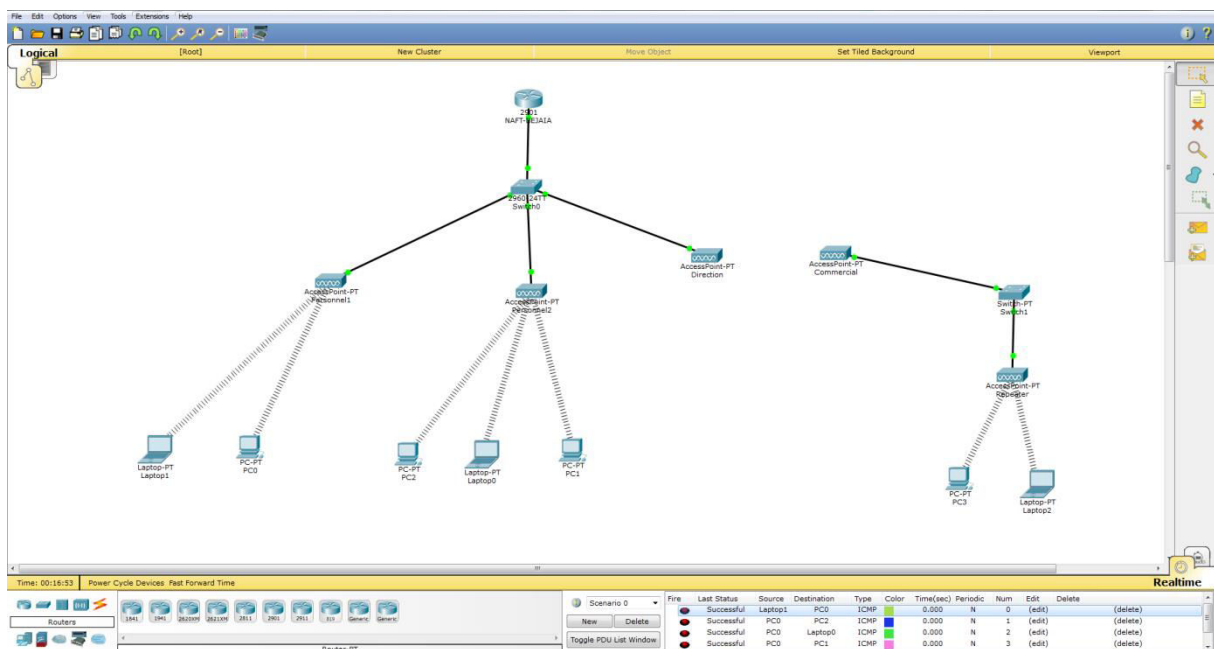 File Edit Options View Tools Extensions Help
Logical [Root] New Cluster Move Object Set Tiled Background Viewport
2901
NAFT-BEJAIA
2960-24TT
Switch0
AccessPoint-PT
Personnel1
AccessPoint-PT
Personnel2
AccessPoint-PT
Direction
AccessPoint-PT
Commercial
Switch-PT
Switch1
AccessPoint-PT
Repeater
Laptop-PT
Laptop1
PC-PT
PC0
PC-PT
PC2
Laptop-PT
Laptop0
PC-PT
PC1
PC-PT
PC3
Laptop-PT
Laptop2
Time: 00:16:53 Power Cycle Devices Fast Forward Time Realtime
Routers
1841 1941 2620XM 2621XM 2811 2901 2911 819 Generic Generic
Scenario 0
New Delete
Toggle PDU List Window
Fire Last Status Source Destination Type Color Time(sec) Periodic Num Edit Delete
Successful Laptop1 PC0 ICMP 0.000 N 0 (edit) (delete)
Successful PC0 PC2 ICMP 0.000 N 1 (edit) (delete)
Successful PC0 Laptop0 ICMP 0.000 N 2 (edit) (delete)
Successful PC0 PC1 ICMP 0.000 N 3 (edit) (delete)